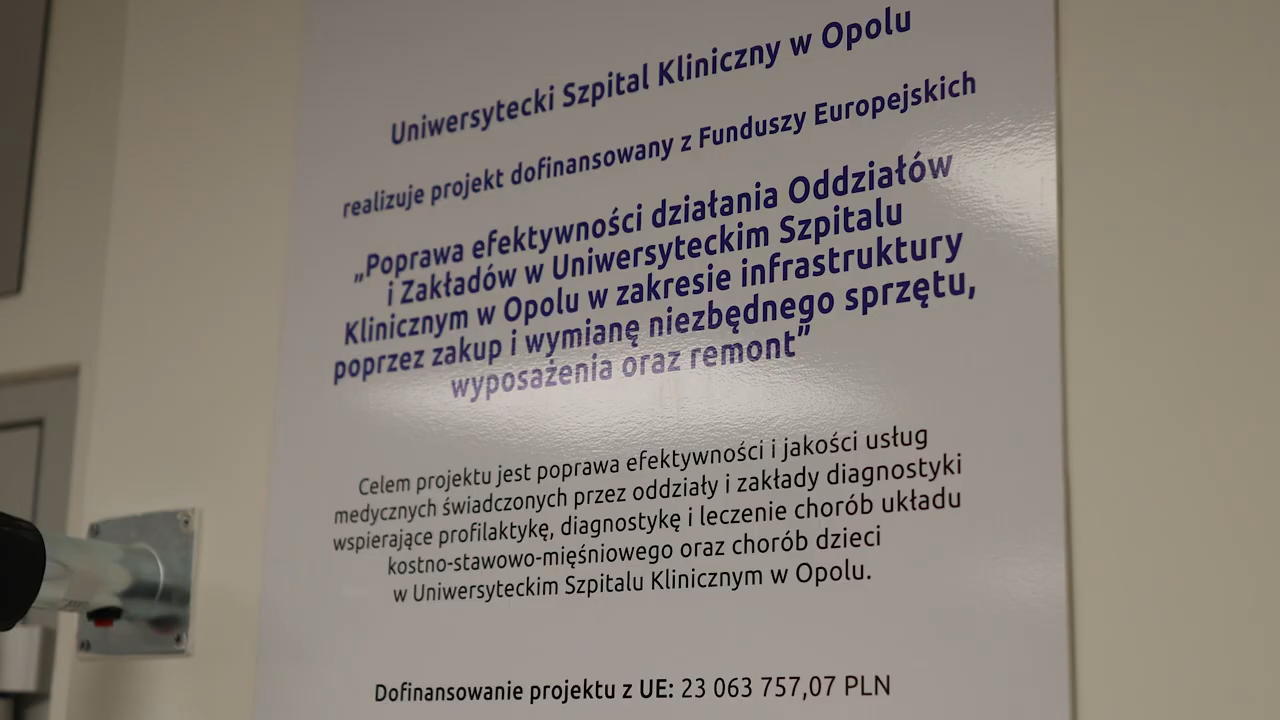 Uniwersytecki Szpital Kliniczny w Opolu
realizuje projekt dofinansowany z Funduszy Europejskich
„Poprawa efektywności działania Oddziałów
i Zakładów w Uniwersyteckim Szpitalu
Klinicznym w Opolu w zakresie infrastruktury
poprzez zakup i wymianę niezbędnego sprzętu,
wyposażenia oraz remont”
Celem projektu jest poprawa efektywności i jakości usług
medycznych świadczonych przez oddziały i zakłady diagnostyki
wspierające profilaktykę, diagnostykę i leczenie chorób układu
kostno-stawowo-mięśniowego oraz chorób dzieci
w Uniwersyteckim Szpitalu Klinicznym w Opolu.
Dofinansowanie projektu z UE: 23 063 757,07 PLN